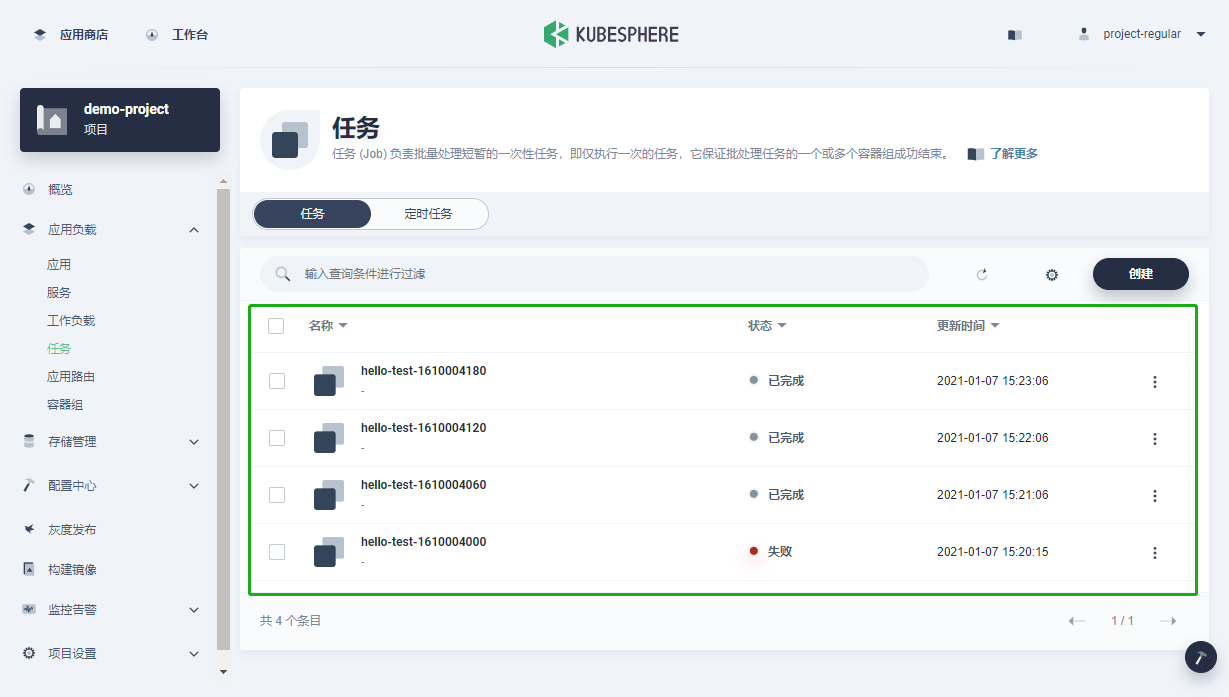 应用商店
工作台
KUBESPHERE
project-regular
demo-project
项目
概览
应用负载
应用
服务
工作负载
任务
应用路由
容器组
存储管理
配置中心
灰度发布
构建镜像
监控告警
项目设置
任务
任务 (Job) 负责批量处理短暂的一次性任务，即仅执行一次的任务，它保证批处理任务的一个或多个容器组成功结束。 了解更多
任务 定时任务
输入查询条件进行过滤
创建
名称 状态 更新时间
hello-test-1610004180
-
已完成
2021-01-07 15:23:06
hello-test-1610004120
-
已完成
2021-01-07 15:22:06
hello-test-1610004060
-
已完成
2021-01-07 15:21:06
hello-test-1610004000
-
失败
2021-01-07 15:20:15
共 4 个条目
1 / 1